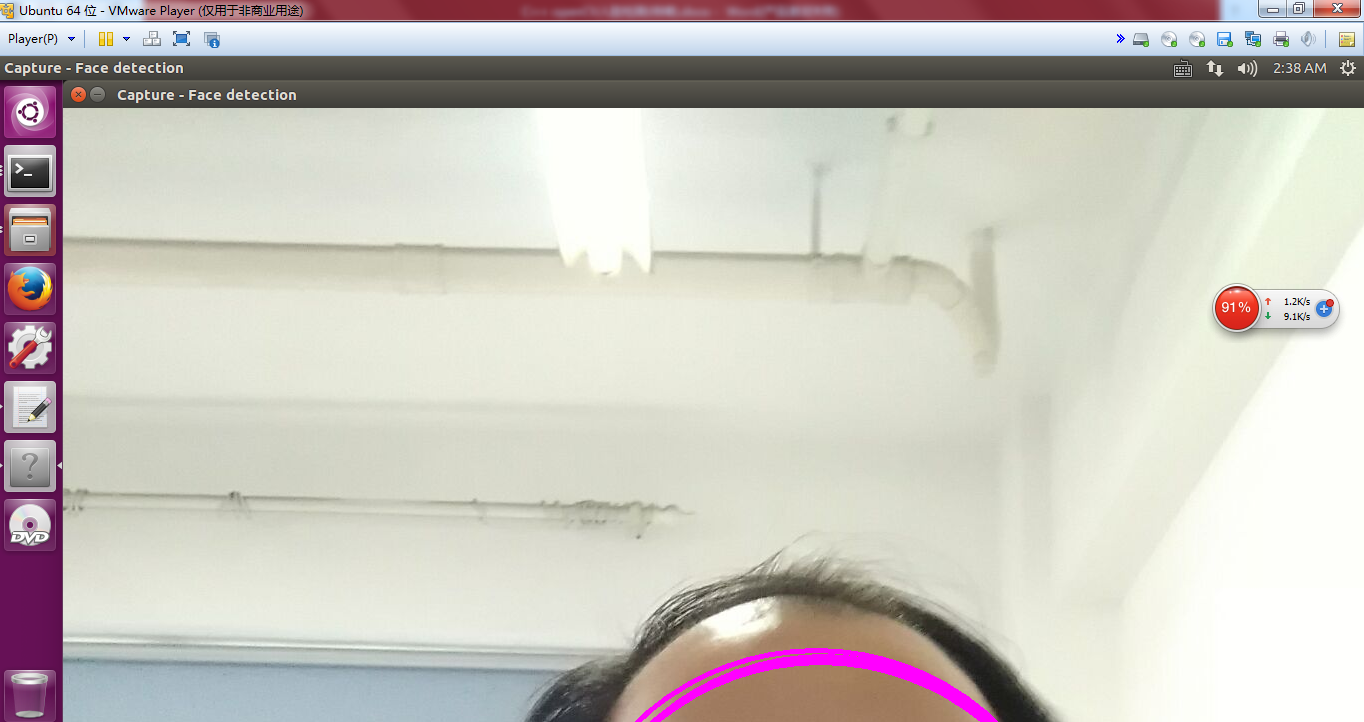 Ubuntu 64 位 - VMware Player (仅用于非商业用途)
Player(P)
Capture - Face detection
2:38 AM
Capture - Face detection
91%
1.2K/s
9.1K/s
DVD